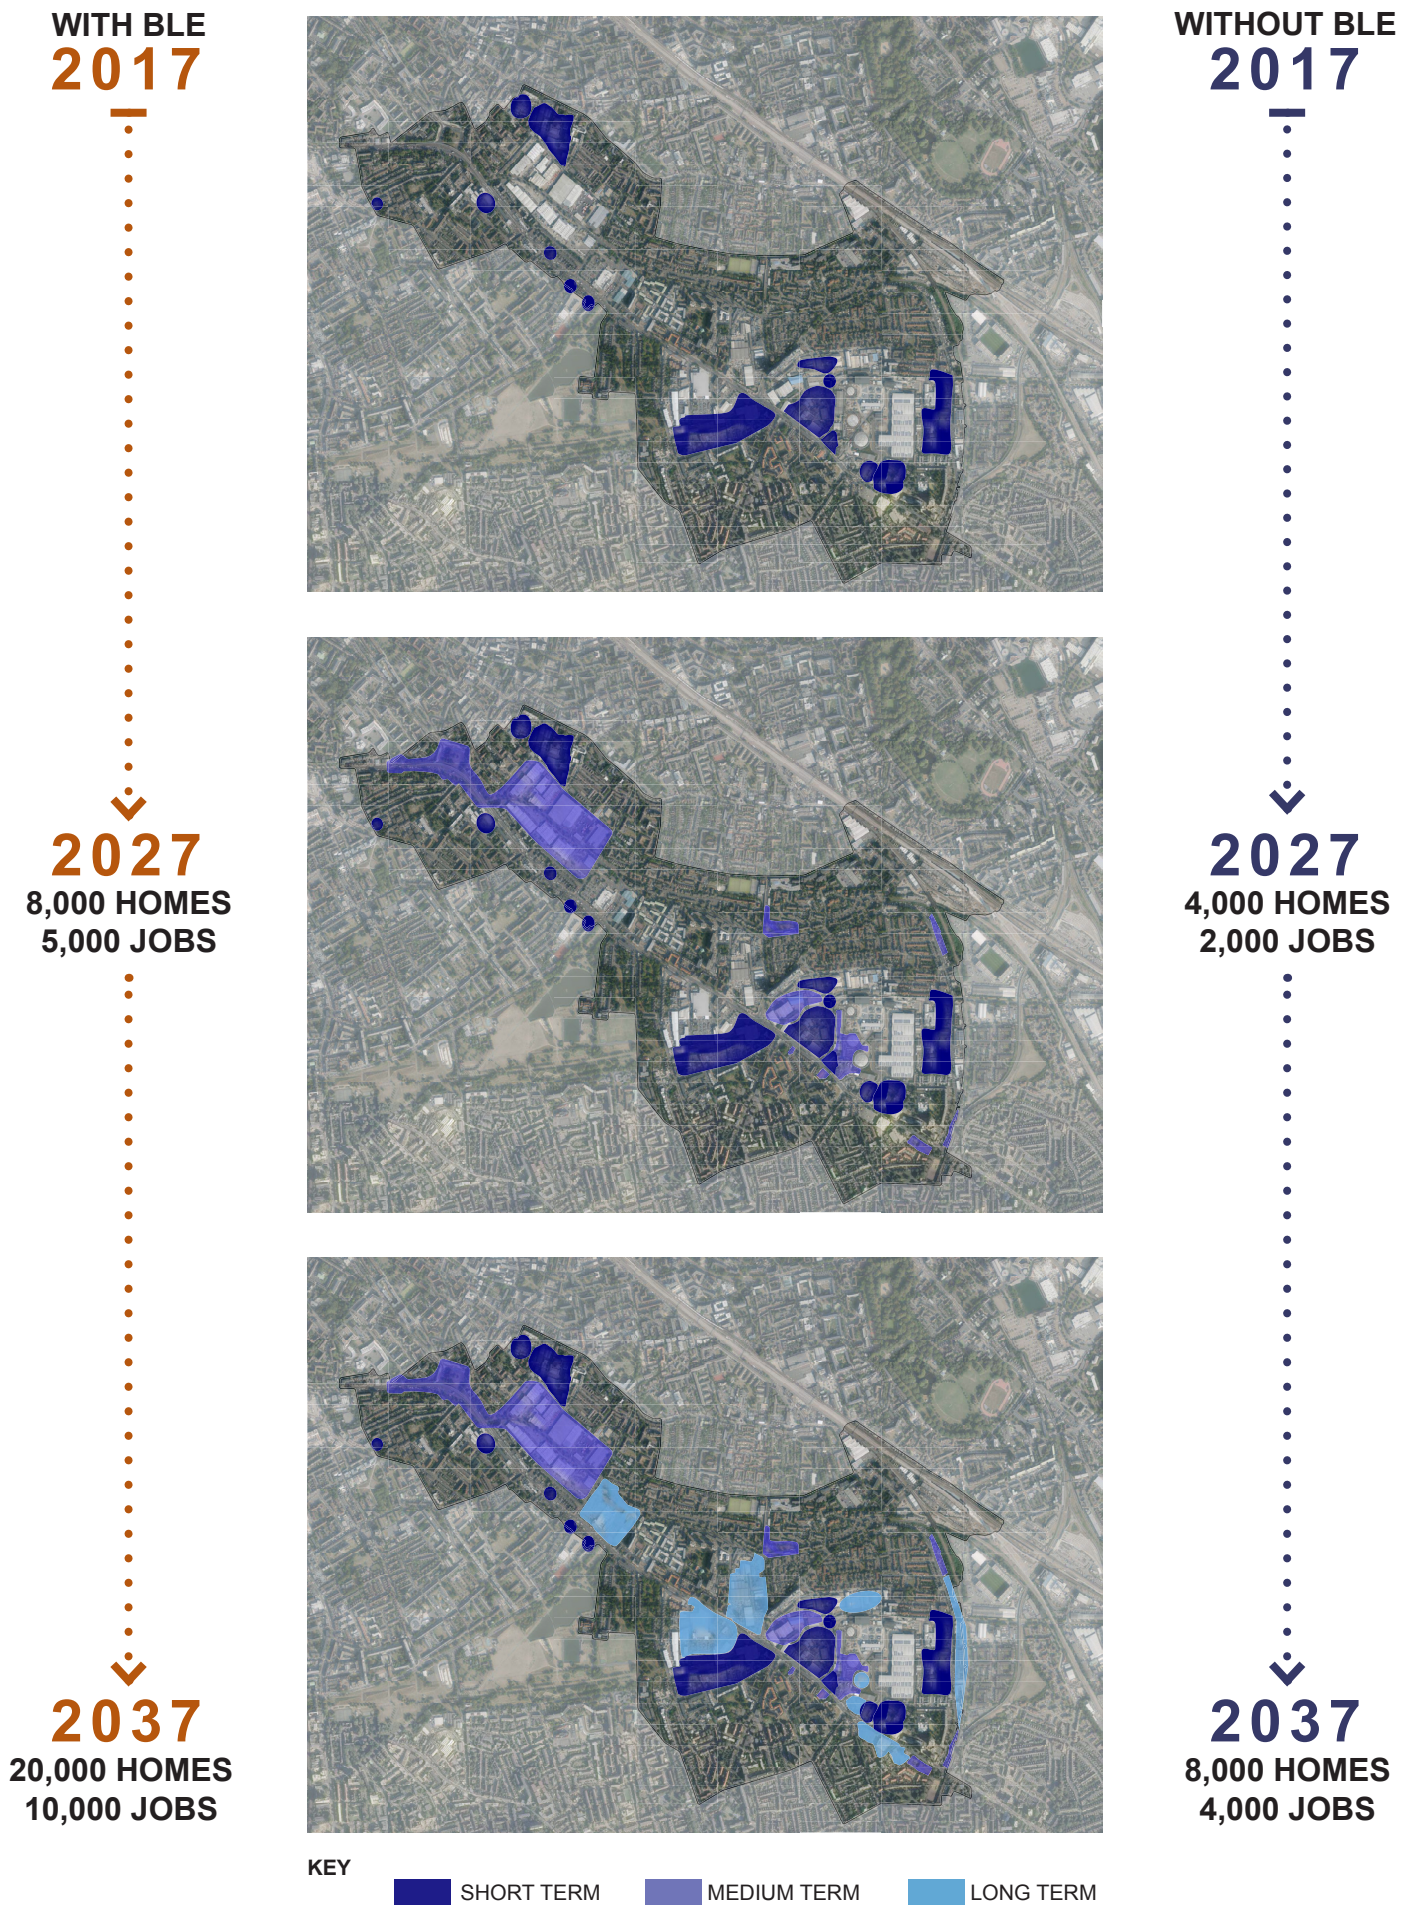 WITH BLE
2017
2027
8,000 HOMES
5,000 JOBS
2037
20,000 HOMES
10,000 JOBS
WITHOUT BLE
2017
2027
4,000 HOMES
2,000 JOBS
2037
8,000 HOMES
4,000 JOBS
KEY
SHORT TERM
MEDIUM TERM
LONG TERM